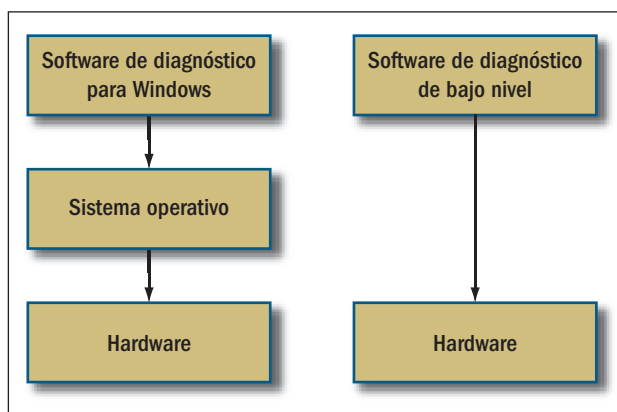 Software de diagnóstico
para Windows
Sistema operativo
Hardware
Software de diagnóstico
de bajo nivel
Hardware